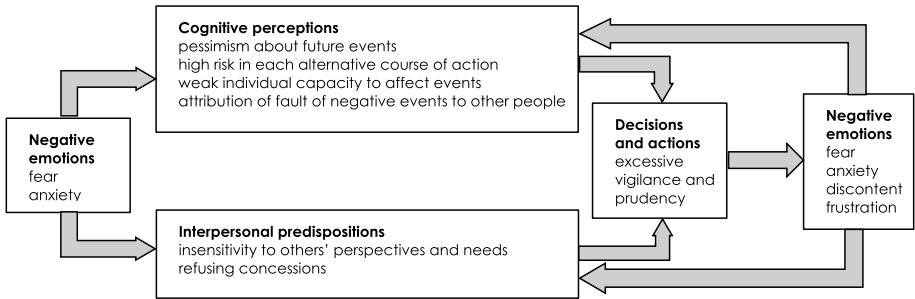 Cognitive perceptions
pessimism about future events
high risk in each alternative course of action
weak individual capacity to affect events
attribution of fault of negative events to other people
Negative
emotions
fear
anxiety
Decisions
and actions
excessive
vigilance and
prudency
Negative
emotions
fear
anxiety
discontent
frustration
Interpersonal predispositions
insensitivity to others’ perspectives and needs
refusing concessions